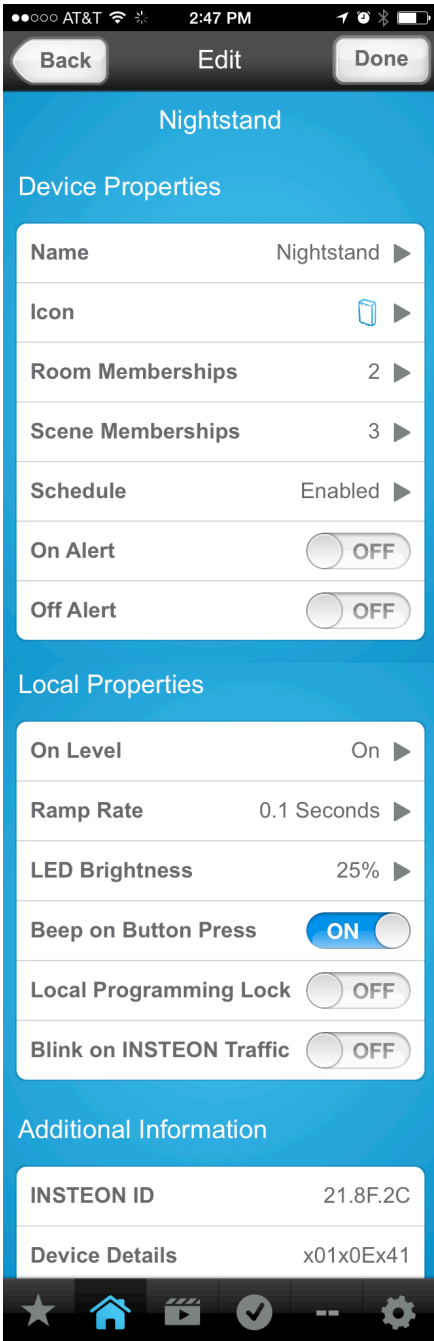 AT&T 2:47 PM
Back Edit Done
Nightstand
Device Properties
Name Nightstand
Icon
Room Memberships 2
Scene Memberships 3
Schedule Enabled
On Alert OFF
Off Alert OFF
Local Properties
On Level On
Ramp Rate 0.1 Seconds
LED Brightness 25%
Beep on Button Press ON
Local Programming Lock OFF
Blink on INSTEON Traffic OFF
Additional Information
INSTEON ID 21.8F.2C
Device Details x01x0Ex41
--